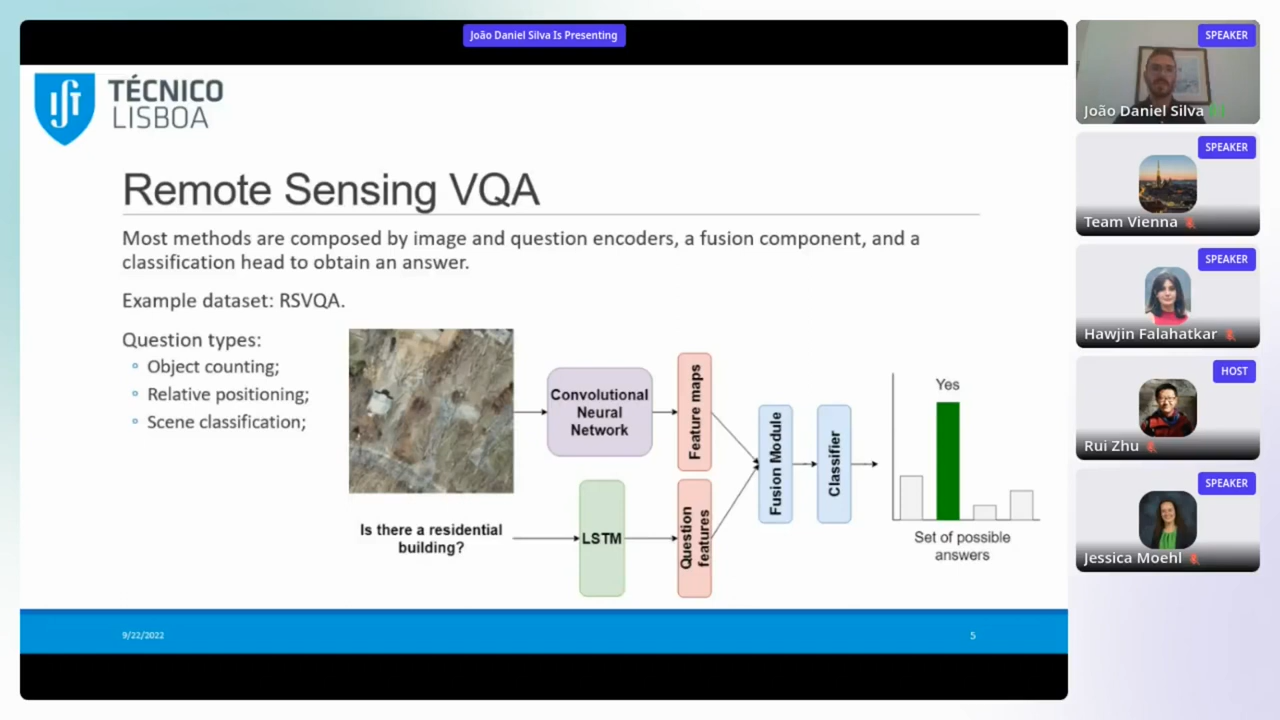 João Daniel Silva Is Presenting
TÉCNICO
LISBOA
Remote Sensing VQA
Most methods are composed by image and question encoders, a fusion component, and a
classification head to obtain an answer.
Example dataset: RSVQA.
Question types:
Object counting;
Relative positioning;
Scene classification;
Convolutional
Neural
Network
Feature maps
Is there a residential
building?
LSTM
Question
features
Fusion Module
Classifier
Yes
Set of possible
answers
9/22/2022
5
SPEAKER
João Daniel Silva
SPEAKER
Team Vienna
SPEAKER
Hawjin Falahatkar
HOST
Rui Zhu
SPEAKER
Jessica Moehl